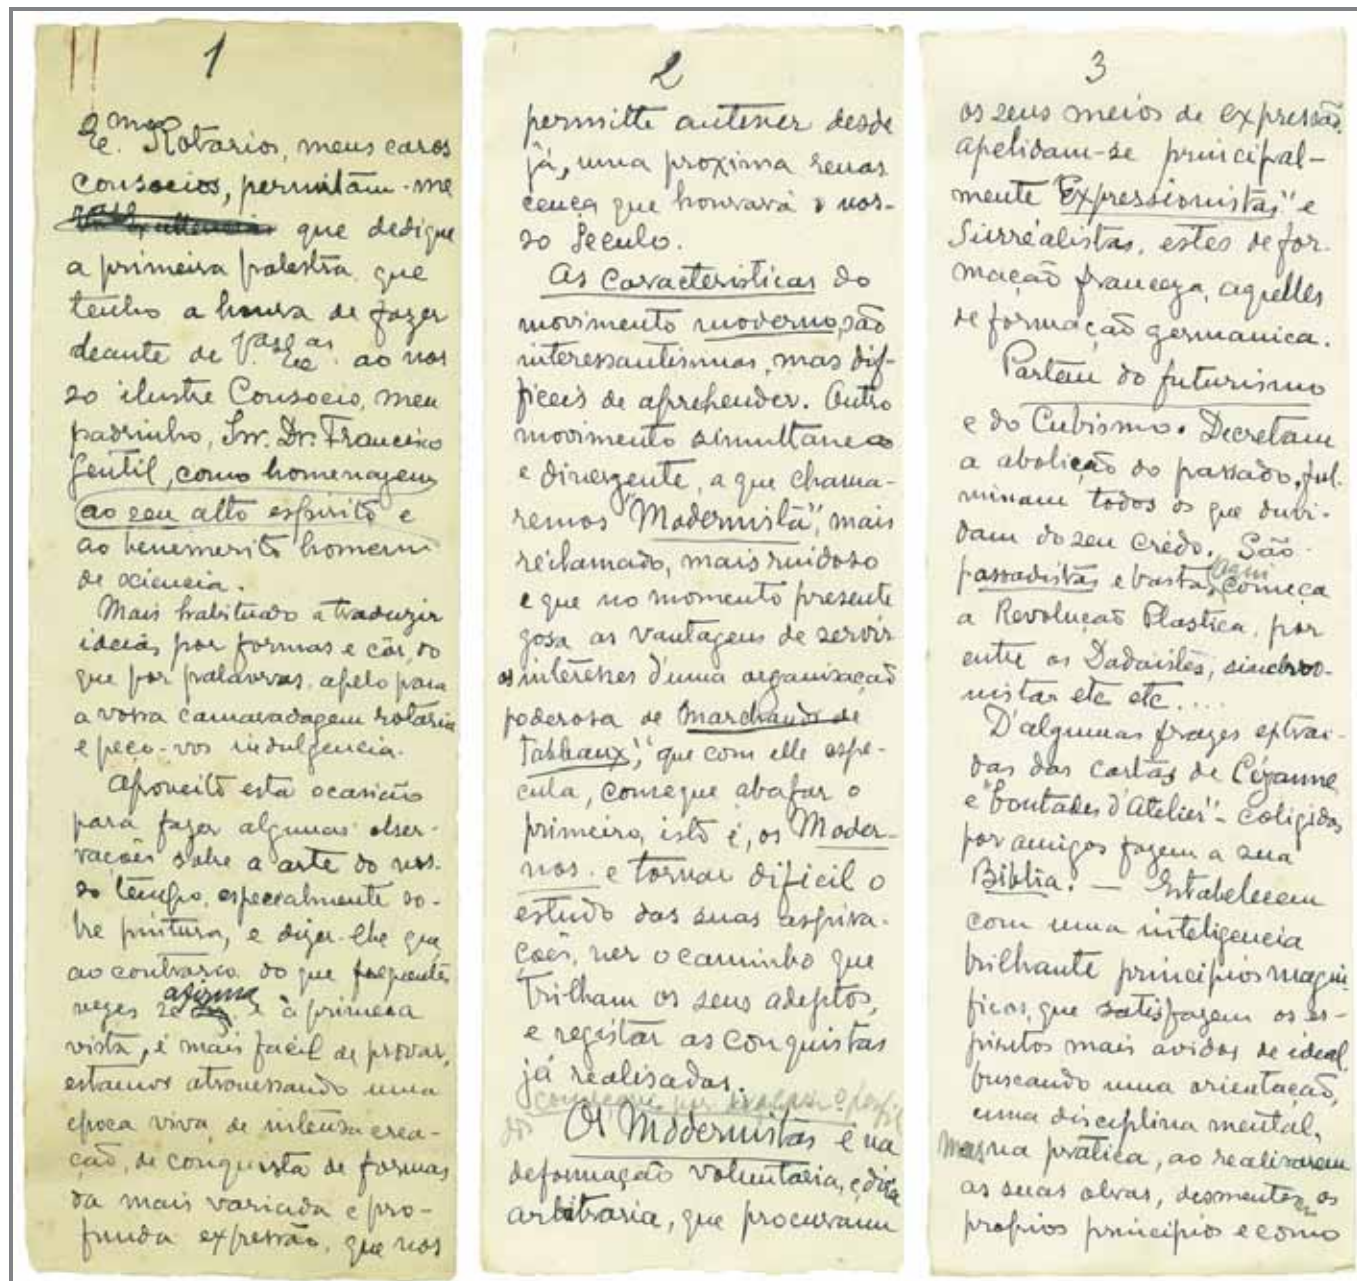 1
Ex.mos Rotarios, meus caros
consocios, permitam-me
que dedique
a primeira palestra que
tenho a honra de fazer
deante de V.as Ex.as ao nos
so ilustre Consocio, meu
padrinho, Snr. Dr. Francisco
Gentil, como homenagem
ao seu alto espirito e
ao benemerito homem
de sciencia.
Mais habituado a traduzir
ideias por formas e côr, do
que por palavras, apelo para
a vossa camaradagem rotaria
e peço-vos indulgencia.
Aproveito esta ocasião
para fazer algumas obser-
vações sobre a arte do nos-
so tempo, especialmente so-
bre pintura, e dizer-lhe que
ao contrario do que frequentes
vezes se afirma e à primeira
vista, é mais facil de provar,
estamos atravessando uma
epoca viva, de intensa crea-
ção, de conquista de formas
da mais variada e pro-
funda expressão, que nos
2
permitte antever desde
já, uma proxima renas
cença que honrará o nos-
so Seculo.
As caracteristicas do
movimento moderno, são
interessantissimas, mas dif-
ficeis de aprehender. Outro
movimento simultaneo
e divergente, a que chama-
remos "Modernista", mais
reclamado, mais ruidoso
e que no momento presente
gosa as vantagens de servir
os interesses d'uma organisação
poderosa de "Marchands de
Tableaux", que com elle espe-
cula, consegue abafar o
primeiro, isto é, os Moder-
nos. e tornar dificil o
estudo das suas aspira-
ções, ver o caminho que
trilham os seus adeptos,
e registar as conquistas
já realisadas.
Os Modernistas é na
deformação voluntaria, e diria
arbitraria, que procuram
3
os seus meios de expressão,
apelidam-se principal-
mente "Expressionistas" e
Surréalistas, estes de for-
mação franceza, aquelles
de formação germanica.
Partem do futurismo
e do Cubismo. Decretam
a abolição do passado, ful-
minam todos os que duvi-
dam do seu crédo. São
passadistas e basta, aqui começa
a Revolução Plastica, por
entre os Dadaistes, sincro-
nistas etc etc....
D'algumas frazes extrai-
das das cartas de Cézanne
e "boutades d'Atelier" - coligidas
por amigos fazem a sua
Biblia. — Estabelecem
com uma inteligencia
brilhante principios magni-
ficos, que satisfazem os es-
piritos mais avidos de ideal,
buscando uma orientação,
uma disciplina mental,
mas na pratica, ao realisarem
as suas obras, desmentem os
proprios principios e como